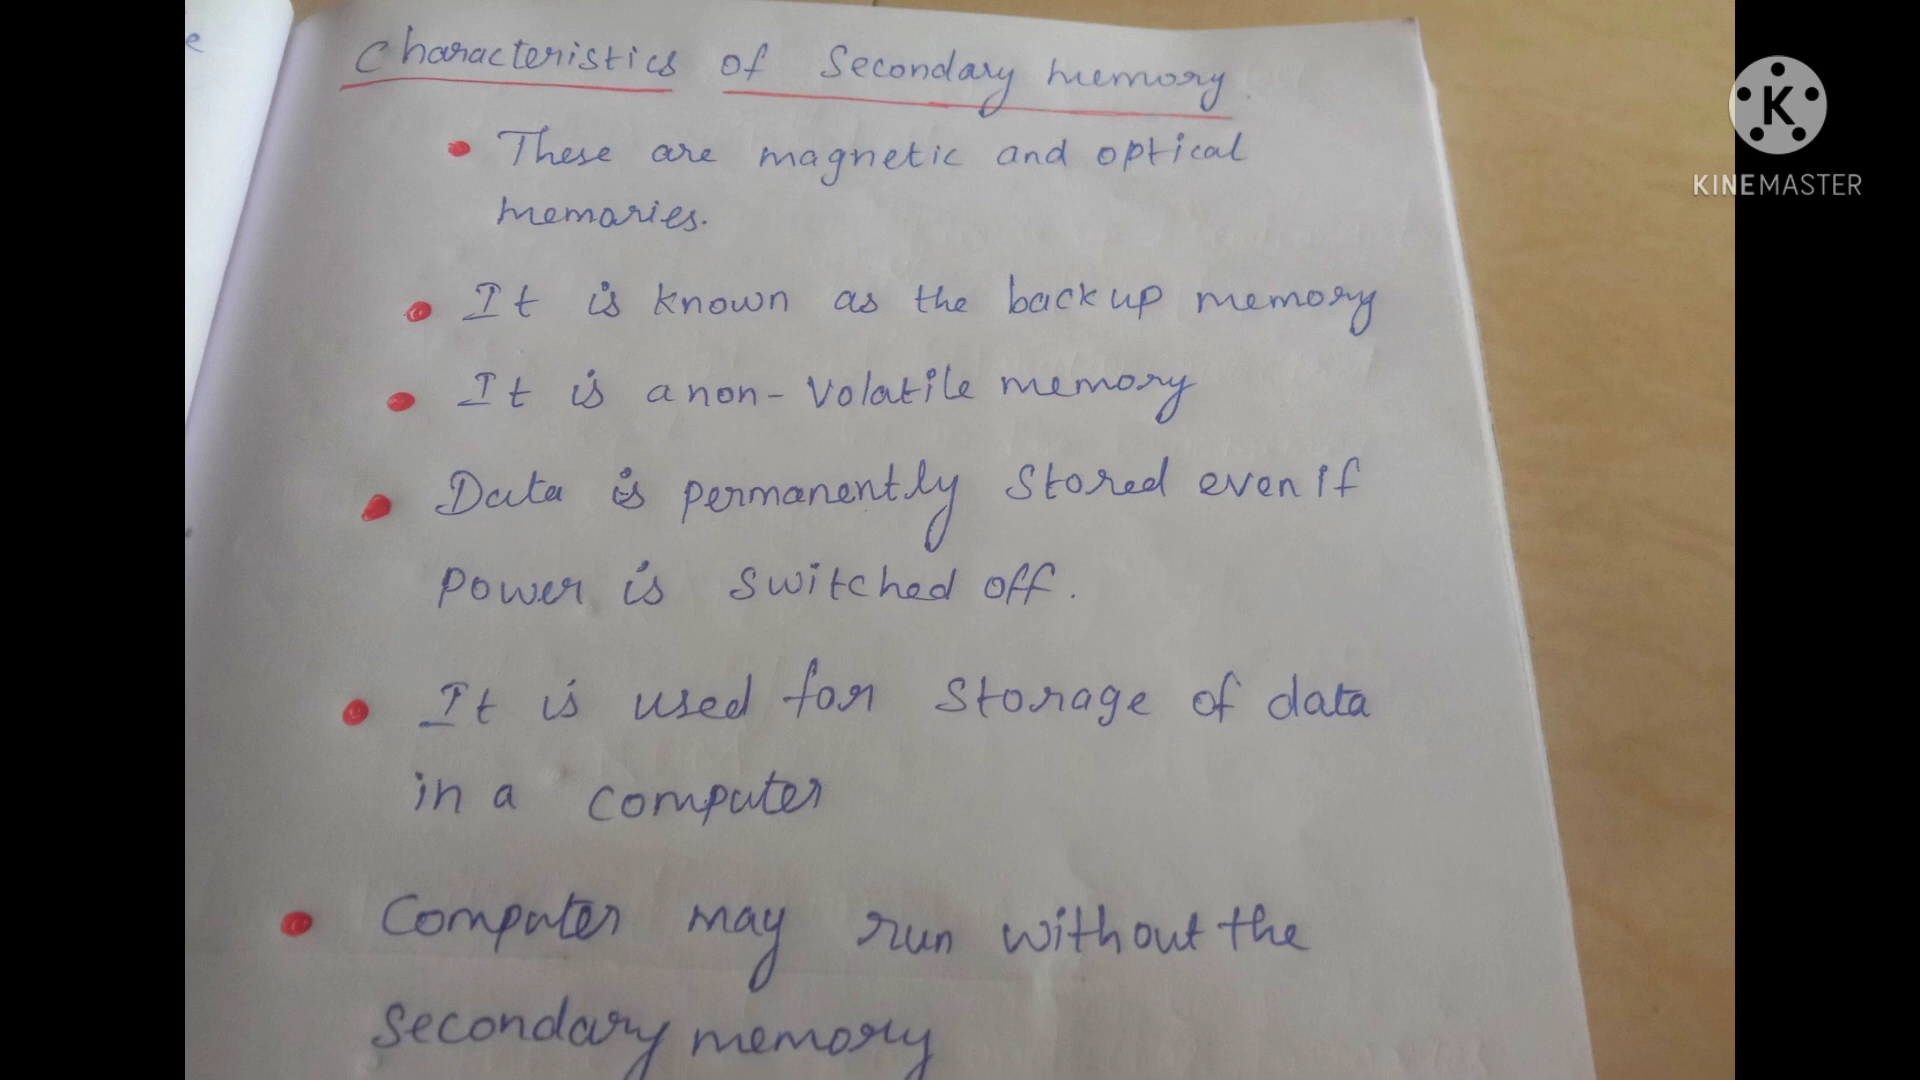 Characteristics of Secondary memory
• These are magnetic and optical
memaries.
• It is known as the backup memory
• It is a non-Volatile memory
• Data is permanently Stored even if
Power is Switched off.
• It is used for Storage of data
in a computer
• Computer may run without the
Secondary memory
K
KINEMASTER